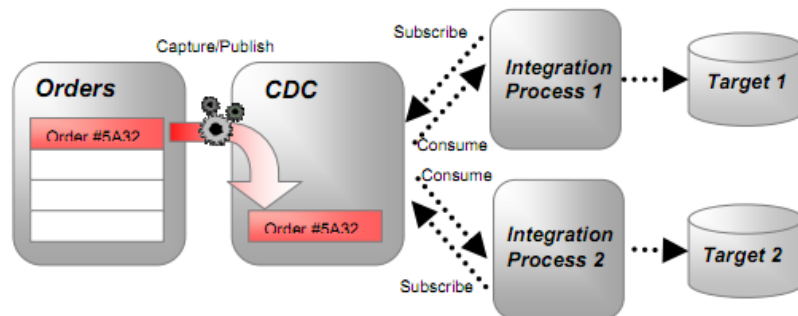 Capture/Publish
Subscribe
Orders
CDC
Integration
Process 1
Target 1
Order #5A32
Consume
Consume
Order #5A32
Integration
Process 2
Target 2
Subscribe